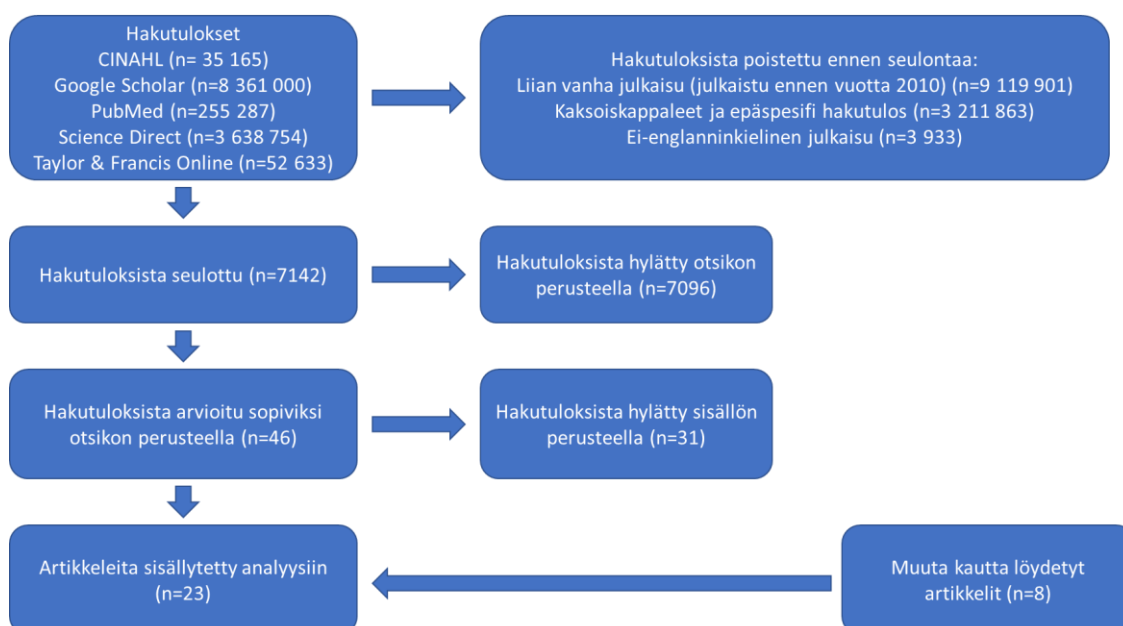 Hakutulokset
CINAHL (n= 35 165)
Google Scholar (n=8 361 000)
PubMed (n=255 287)
Science Direct (n=3 638 754)
Taylor & Francis Online (n=52 633)
Hakutuloksista poistettu ennen seulontaa:
Liian vanha julkaisu (julkaistu ennen vuotta 2010) (n=9 119 901)
Kaksoiskappaleet ja epäspesifi hakutulos (n=3 211 863)
Ei-englanninkielinen julkaisu (n=3 933)
Hakutuloksista seulottu (n=7142)
Hakutuloksista hylätty otsikon
perusteella (n=7096)
Hakutuloksista arvioitu sopiviksi
otsikon perusteella (n=46)
Hakutuloksista hylätty sisällön
perusteella (n=31)
Artikkeleita sisällytetty analyysiin
(n=23)
Muuta kautta löydetyt
artikkelit (n=8)